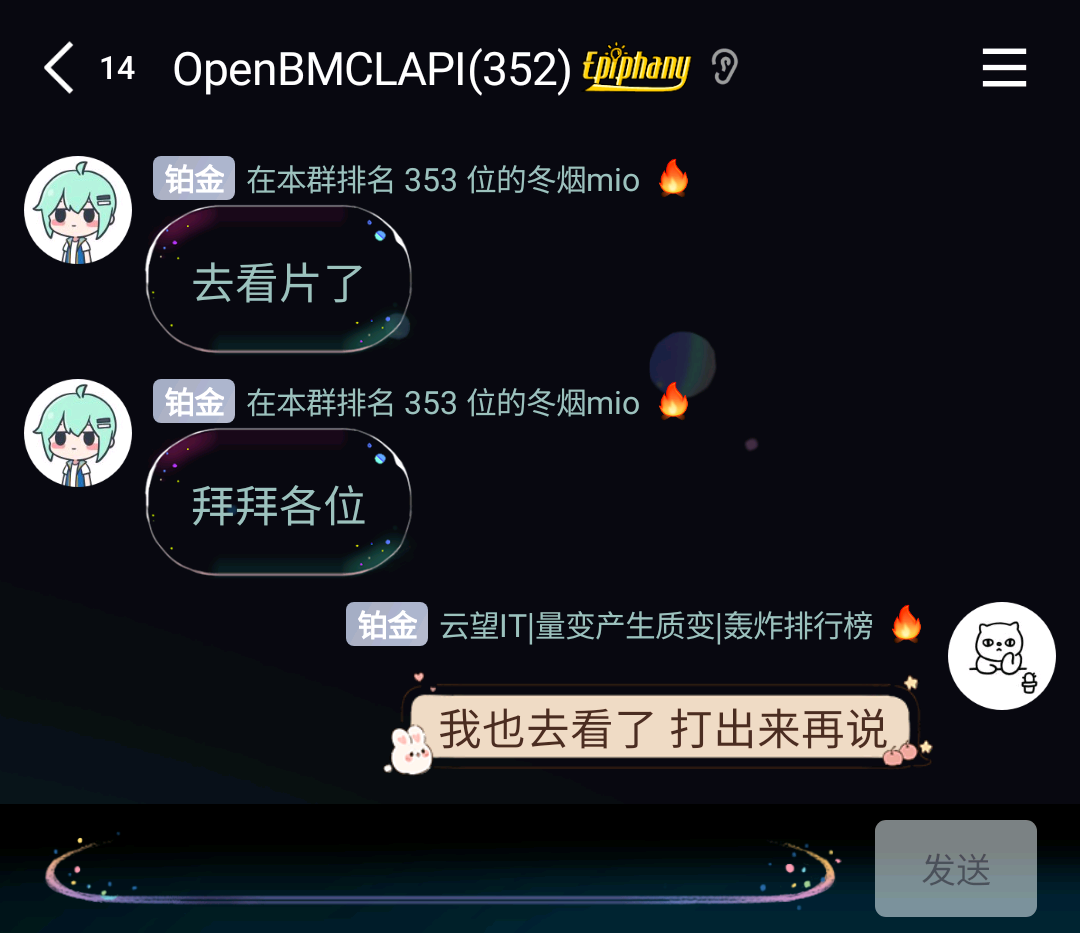 14 OpenBMCLAPI(352) Epiphany
铂金 在本群排名 353 位的冬烟mio
去看片了
铂金 在本群排名 353 位的冬烟mio
拜拜各位
铂金 云望IT|量变产生质变|轰炸排行榜
我也去看了 打出来再说
发送